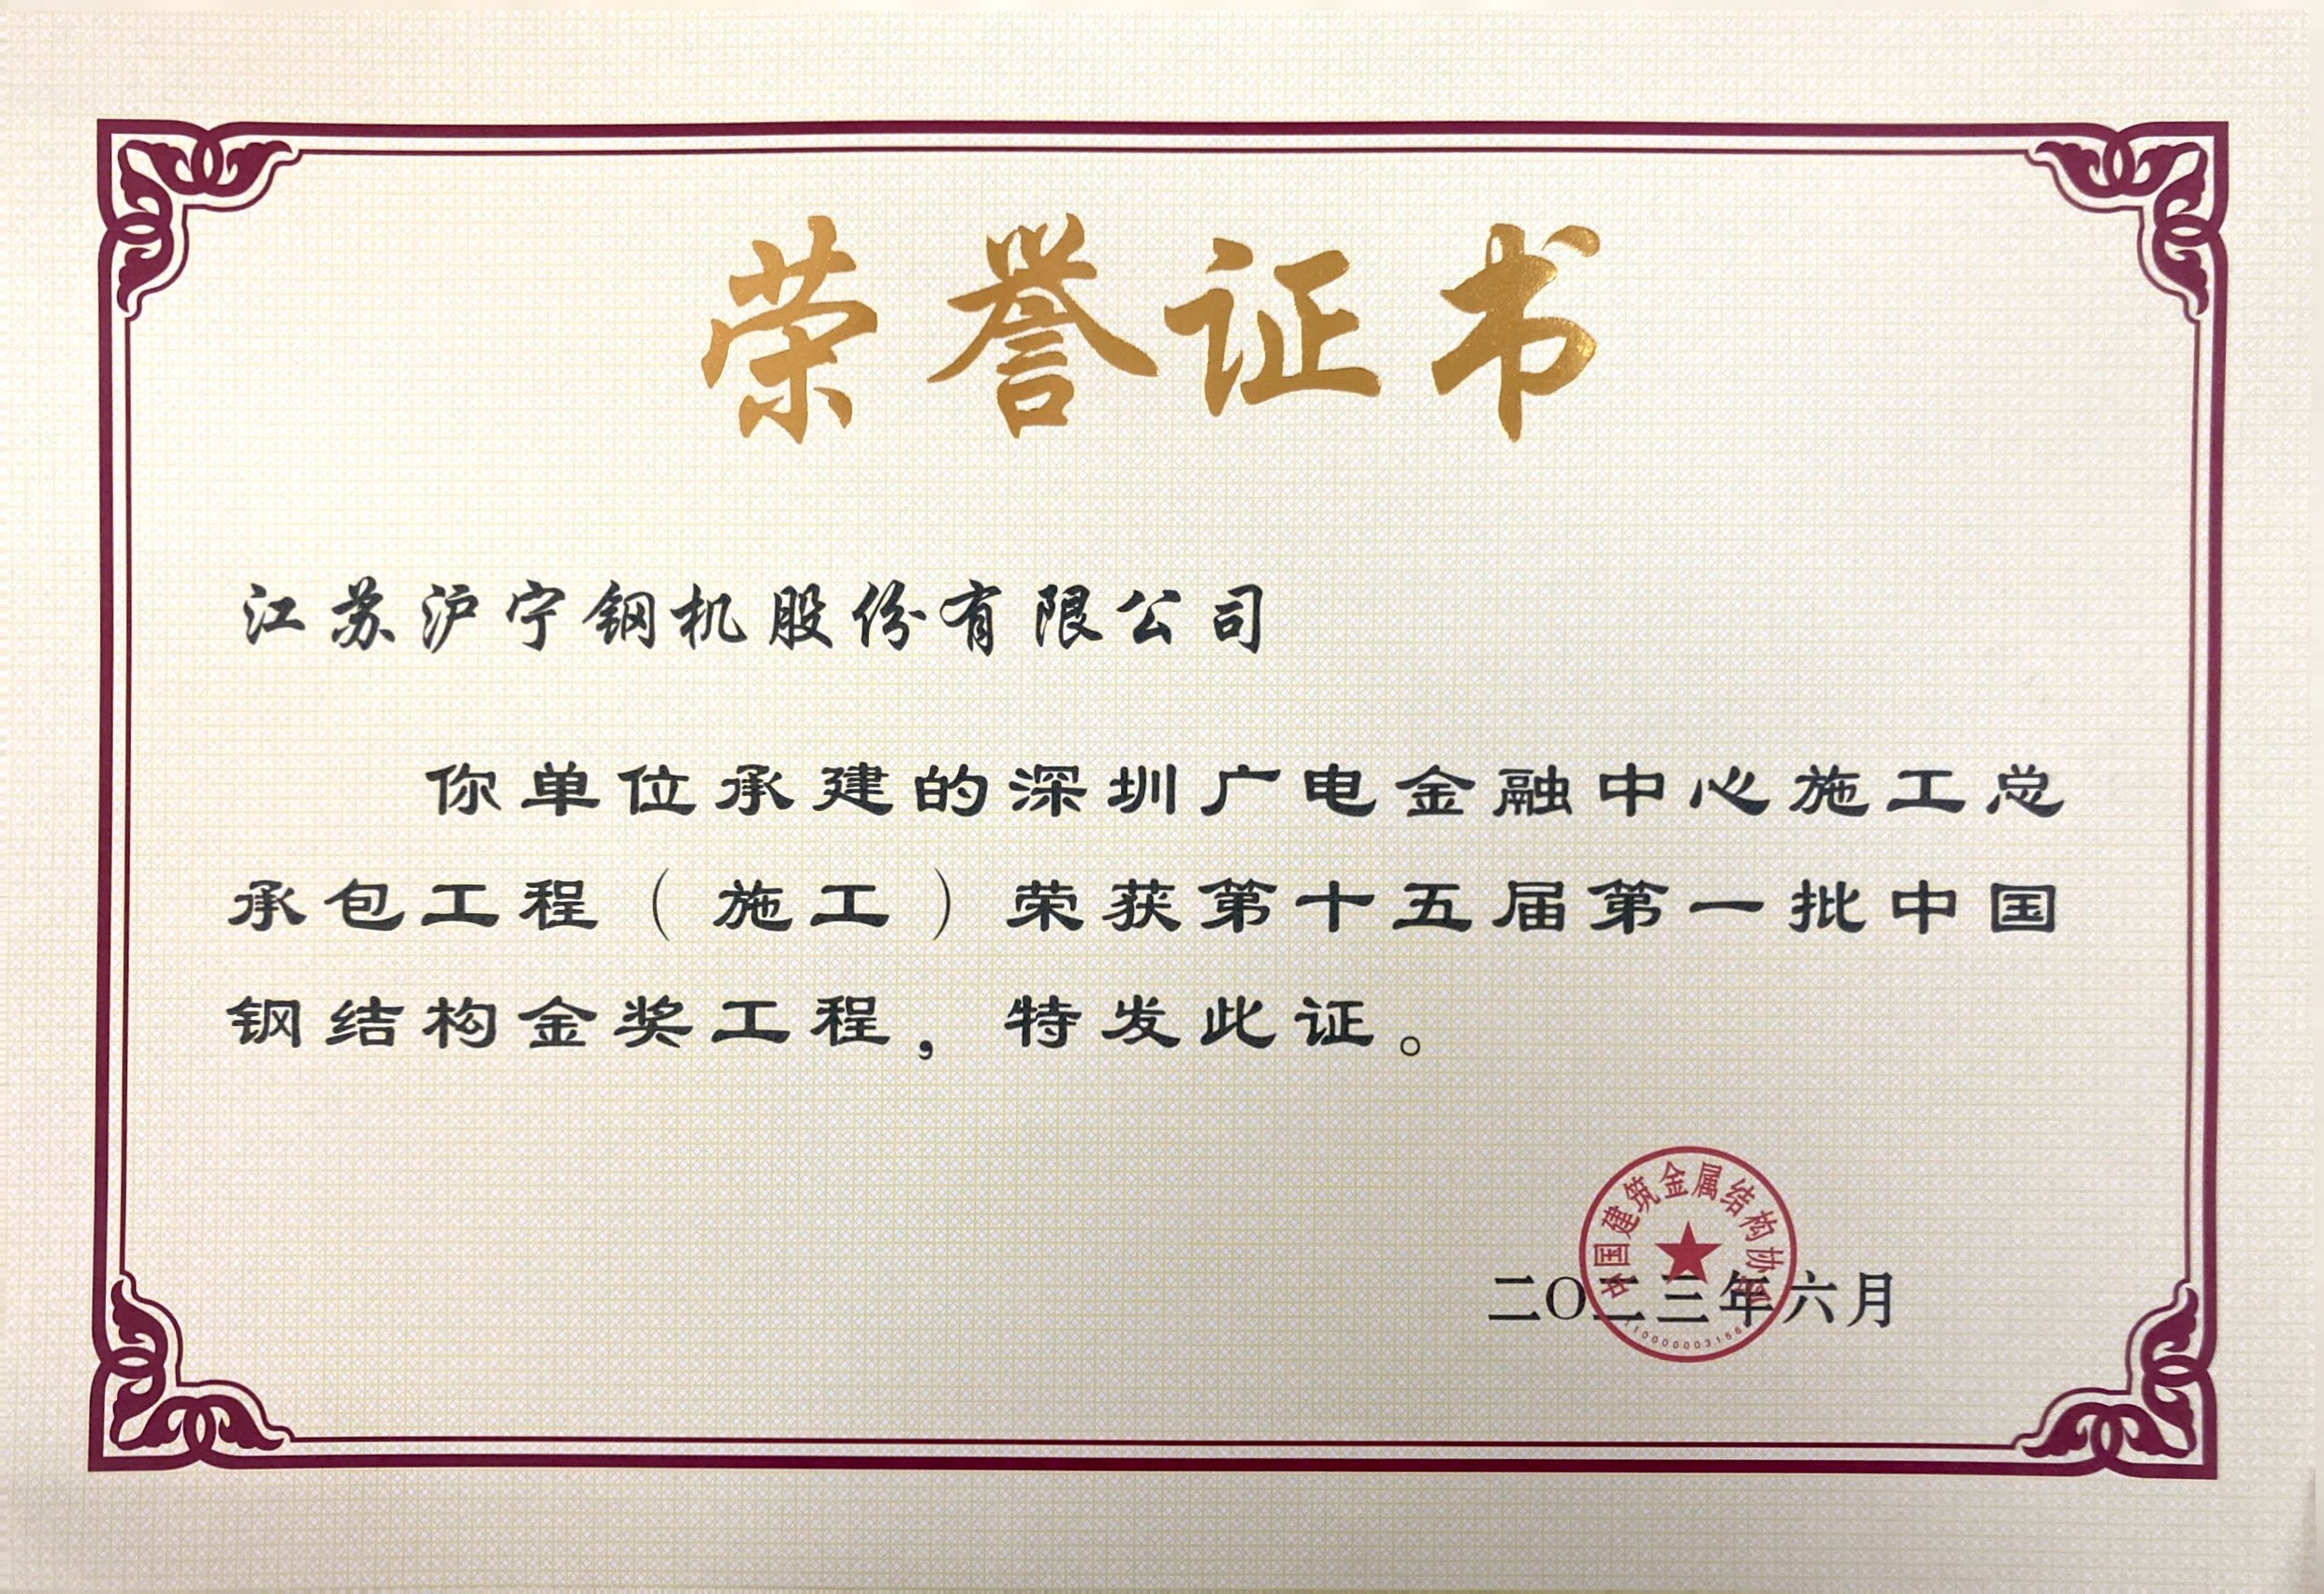 荣誉证书
江苏沪宁钢机股份有限公司
你单位承建的深圳广电金融中心施工总
承包工程（施工）荣获第十五届第一批中国
钢结构金奖工程，特发此证。
中国建筑金属结构协会
二〇二三年六月